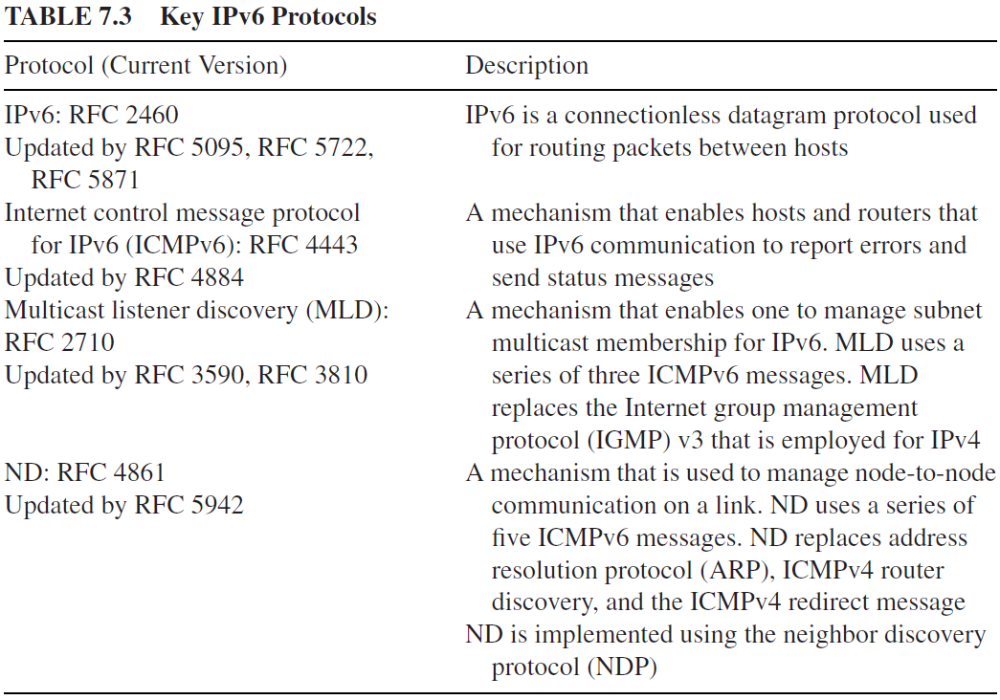 TABLE 7.3 Key IPv6 Protocols
Protocol (Current Version) Description
IPv6: RFC 2460
Updated by RFC 5095, RFC 5722,
RFC 5871
IPv6 is a connectionless datagram protocol used
for routing packets between hosts
Internet control message protocol
for IPv6 (ICMPv6): RFC 4443
Updated by RFC 4884
A mechanism that enables hosts and routers that
use IPv6 communication to report errors and
send status messages
Multicast listener discovery (MLD):
RFC 2710
Updated by RFC 3590, RFC 3810
A mechanism that enables one to manage subnet
multicast membership for IPv6. MLD uses a
series of three ICMPv6 messages. MLD
replaces the Internet group management
protocol (IGMP) v3 that is employed for IPv4
ND: RFC 4861
Updated by RFC 5942
A mechanism that is used to manage node-to-node
communication on a link. ND uses a series of
five ICMPv6 messages. ND replaces address
resolution protocol (ARP), ICMPv4 router
discovery, and the ICMPv4 redirect message
ND is implemented using the neighbor discovery
protocol (NDP)